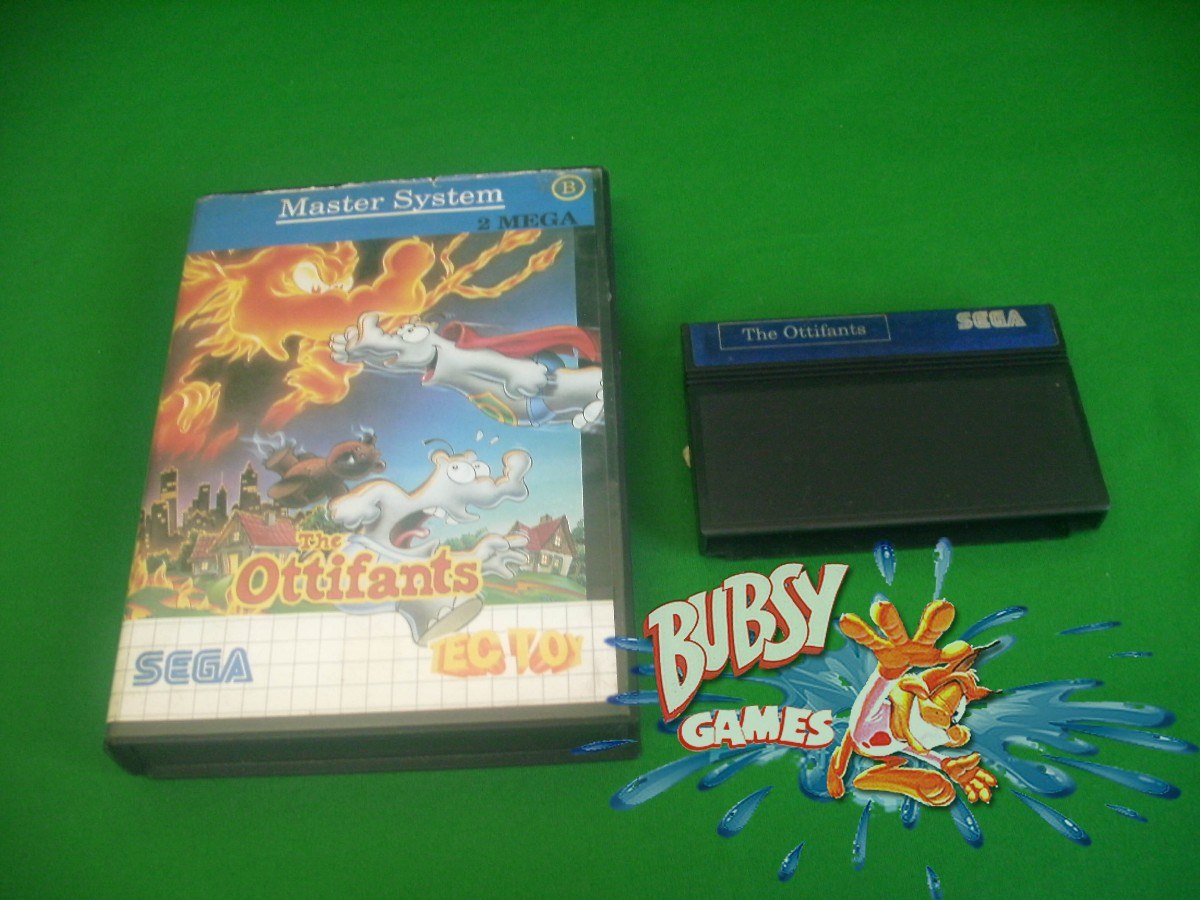 Master System
B
2 MEGA
The
Ottifants
SEGA
TEC TOY
The Ottifants
SEGA
BUBSY
GAMES